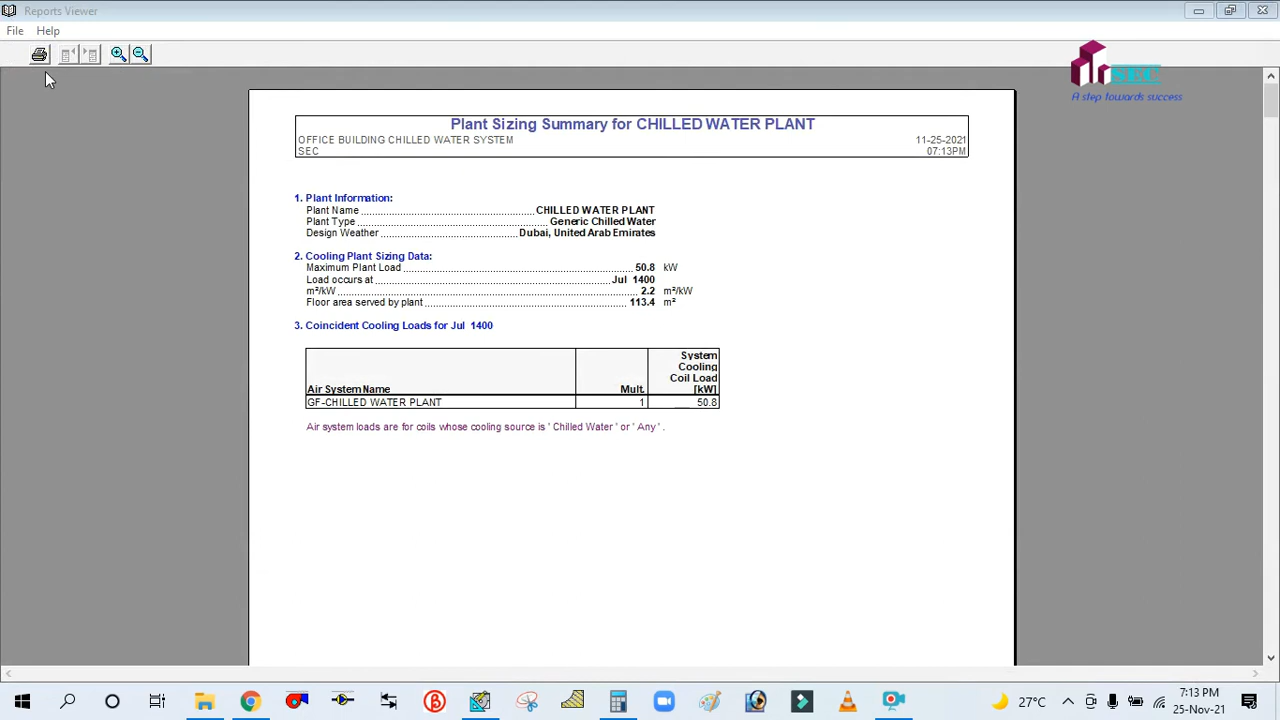 Reports Viewer
File Help
SEC
A step towards success
Plant Sizing Summary for CHILLED WATER PLANT
OFFICE BUILDING CHILLED WATER SYSTEM 11-25-2021
SEC 07:13PM
1. Plant Information:
Plant Name CHILLED WATER PLANT
Plant Type Generic Chilled Water
Design Weather Dubai, United Arab Emirates
2. Cooling Plant Sizing Data:
Maximum Plant Load 50.8 kW
Load occurs at Jul 1400
m²/kW 2.2 m²/kW
Floor area served by plant 113.4 m²
3. Coincident Cooling Loads for Jul 1400
System
Cooling
Coil Load
Air System Name Mult. [kW]
GF-CHILLED WATER PLANT 1 50.8
Air system loads are for coils whose cooling source is ' Chilled Water ' or ' Any ' .
27°C
7:13 PM
25-Nov-21